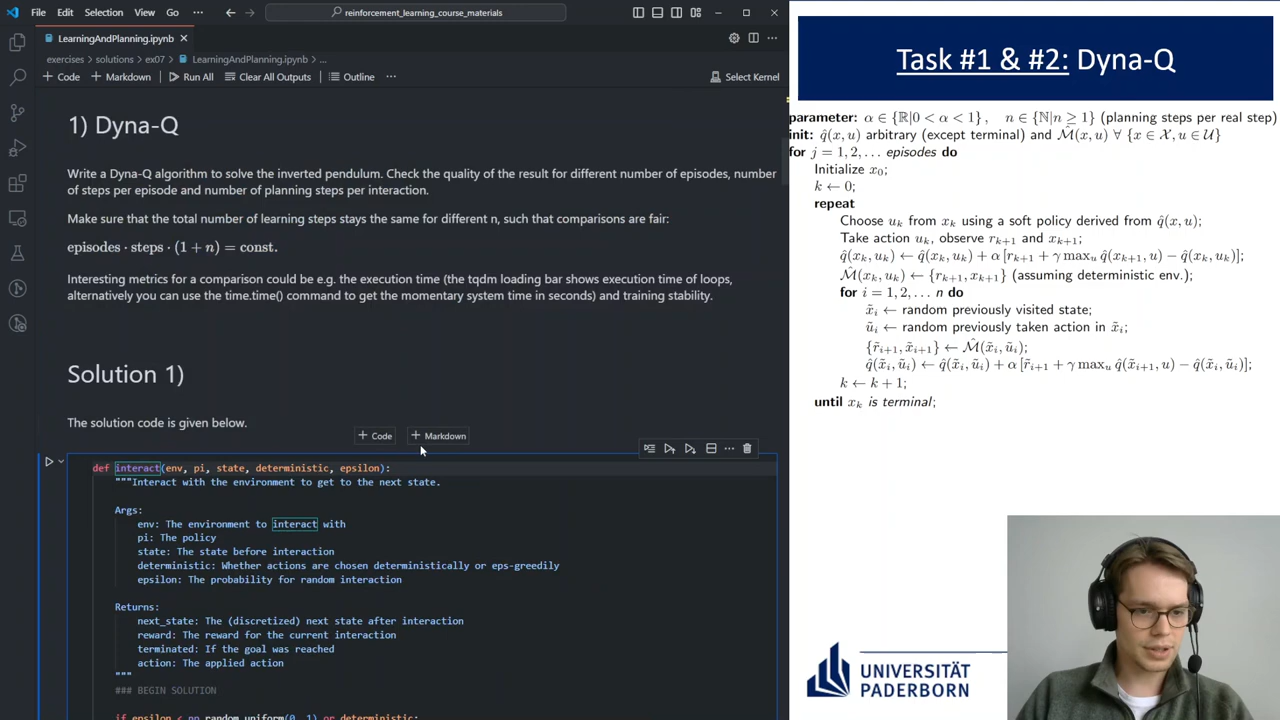 File Edit Selection View Go Run ...
reinforcement_learning_course_materials
LearningAndPlanning.ipynb
exercises > solutions > ex07 > LearningAndPlanning.ipynb > ...
+ Code + Markdown Run All Clear All Outputs Outline ... Select Kernel
1) Dyna-Q
Write a Dyna-Q algorithm to solve the inverted pendulum. Check the quality of the result for different number of episodes, number
of steps per episode and number of planning steps per interaction.
Make sure that the total number of learning steps stays the same for different n, such that comparisons are fair:
episodes · steps · (1 + n) = const.
Interesting metrics for a comparison could be e.g. the execution time (the tqdm loading bar shows execution time of loops,
alternatively you can use the time.time() command to get the momentary system time in seconds) and training stability.
Solution 1)
The solution code is given below.
+ Code + Markdown
def interact(env, pi, state, deterministic, epsilon):
"""Interact with the environment to get to the next state.
Args:
env: The environment to interact with
pi: The policy
state: The state before interaction
deterministic: Whether actions are chosen deterministically or eps-greedily
epsilon: The probability for random interaction
Returns:
next_state: The (discretized) next state after interaction
reward: The reward for the current interaction
terminated: If the goal was reached
action: The applied action
"""
### BEGIN SOLUTION
if epsilon < np.random.uniform(0, 1) or deterministic:
Task #1 & #2: Dyna-Q
parameter: α ∈ {ℝ|0 < α < 1}, n ∈ {ℕ|n ≥ 1} (planning steps per real step)
init: q̂(x, u) arbitrary (except terminal) and M̂(x, u) ∀ {x ∈ 𝒳, u ∈ 𝒰}
for j = 1, 2, ... episodes do
Initialize x₀;
k ← 0;
repeat
Choose uₖ from xₖ using a soft policy derived from q̂(x, u);
Take action uₖ, observe rₖ₊₁ and xₖ₊₁;
q̂(xₖ, uₖ) ← q̂(xₖ, uₖ) + α [rₖ₊₁ + γ maxᵤ q̂(xₖ₊₁, u) − q̂(xₖ, uₖ)];
M̂(xₖ, uₖ) ← {rₖ₊₁, xₖ₊₁} (assuming deterministic env.);
for i = 1, 2, ... n do
x̃ᵢ ← random previously visited state;
ũᵢ ← random previously taken action in x̃ᵢ;
{r̃ᵢ₊₁, x̃ᵢ₊₁} ← M̂(x̃ᵢ, ũᵢ);
q̂(x̃ᵢ, ũᵢ) ← q̂(x̃ᵢ, ũᵢ) + α [r̃ᵢ₊₁ + γ maxᵤ q̂(x̃ᵢ₊₁, u) − q̂(x̃ᵢ, ũᵢ)];
k ← k + 1;
until xₖ is terminal;
UNIVERSITÄT
PADERBORN